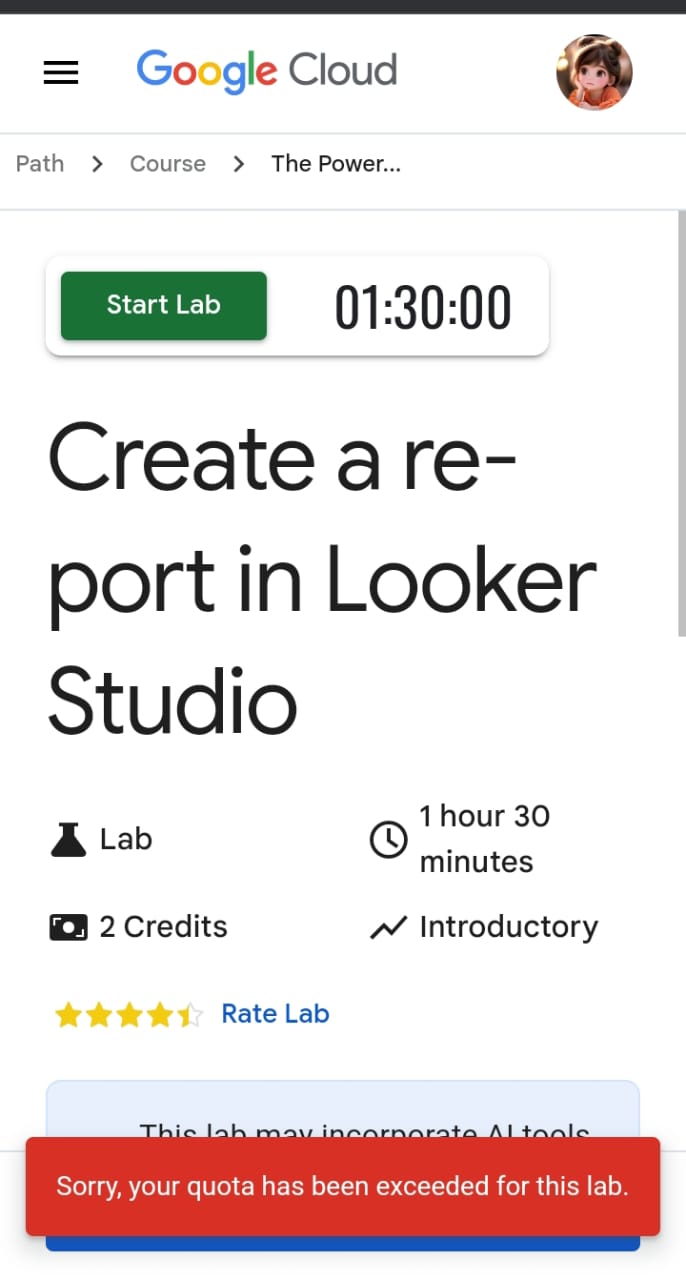 Google Cloud
Path > Course > The Power...
Start Lab 01:30:00
Create a re-
port in Looker
Studio
Lab
1 hour 30
minutes
2 Credits
Introductory
Rate Lab
This lab may incorporate AI tools
Sorry, your quota has been exceeded for this lab.